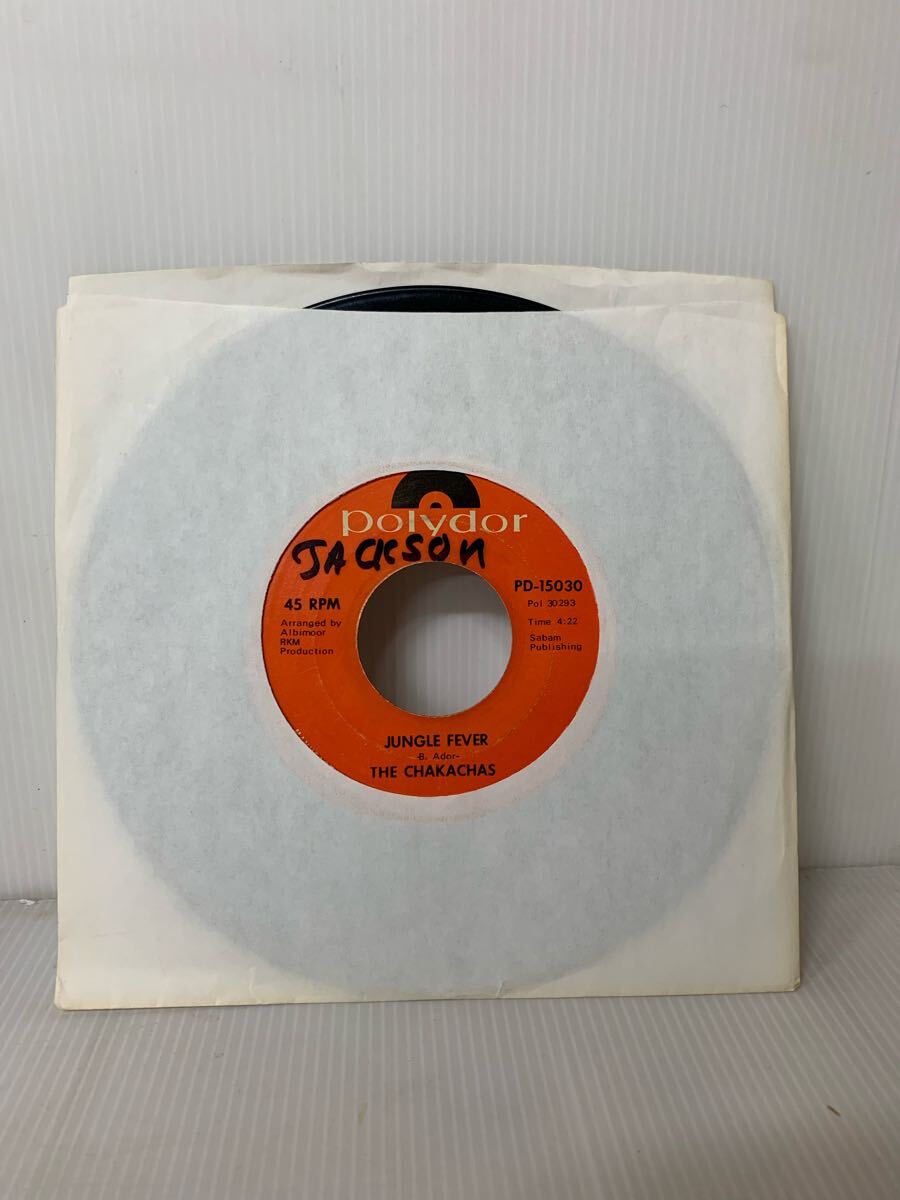 polydor
JACKSON
45 RPM
Arranged by
Albimoor
RKM
Production
PD-15030
Pol 30293
Time 4:22
Sabam
Publishing
JUNGLE FEVER
-B. Ador-
THE CHAKACHAS